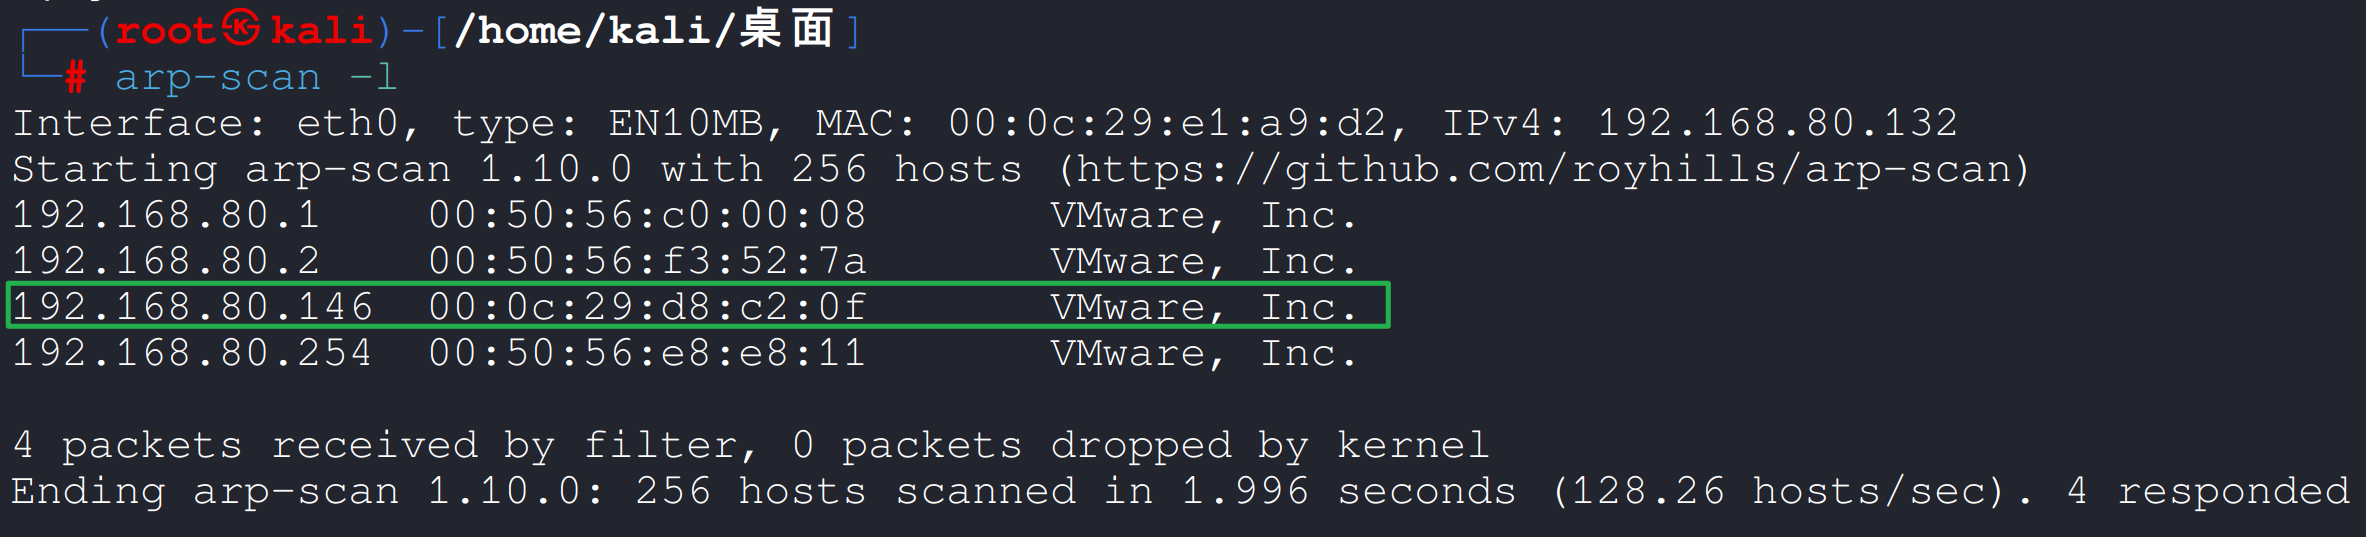 ┌──(root㉿kali)-[/home/kali/桌面]
└─# arp-scan -l
Interface: eth0, type: EN10MB, MAC: 00:0c:29:e1:a9:d2, IPv4: 192.168.80.132
Starting arp-scan 1.10.0 with 256 hosts (https://github.com/royhills/arp-scan)
192.168.80.1    00:50:56:c0:00:08       VMware, Inc.
192.168.80.2    00:50:56:f3:52:7a       VMware, Inc.
192.168.80.146  00:0c:29:d8:c2:0f       VMware, Inc.
192.168.80.254  00:50:56:e8:e8:11       VMware, Inc.
4 packets received by filter, 0 packets dropped by kernel
Ending arp-scan 1.10.0: 256 hosts scanned in 1.996 seconds (128.26 hosts/sec). 4 responded